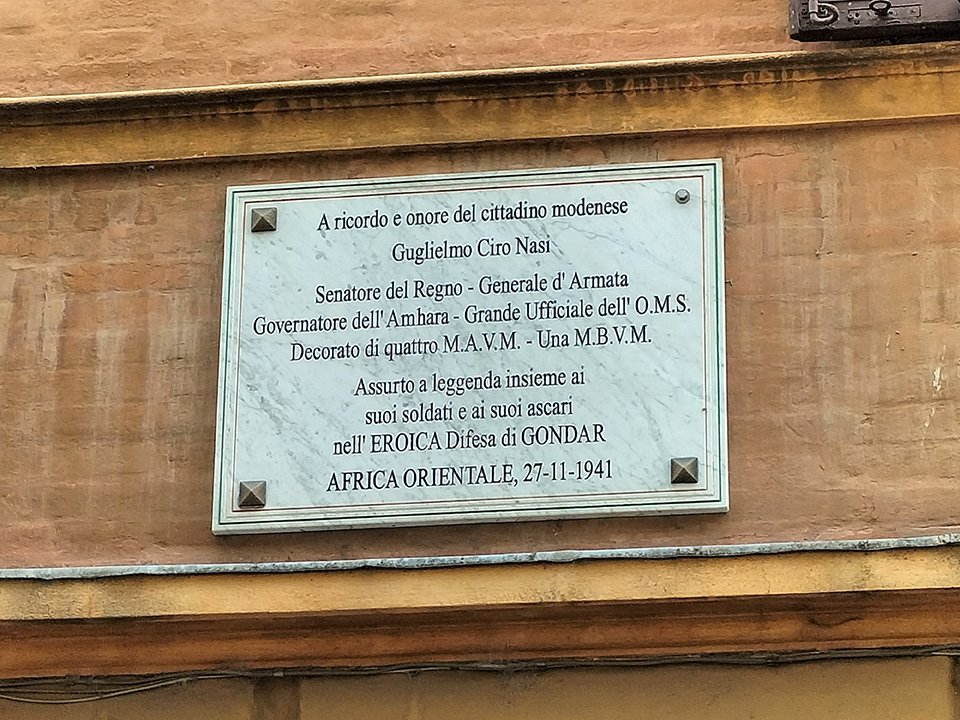 A ricordo e onore del cittadino modenese
Guglielmo Ciro Nasi
Senatore del Regno - Generale d' Armata
Governatore dell' Amhara - Grande Ufficiale dell' O.M.S.
Decorato di quattro M.A.V.M. - Una M.B.V.M.
Assurto a leggenda insieme ai
suoi soldati e ai suoi ascari
nell' EROICA Difesa di GONDAR
AFRICA ORIENTALE, 27-11-1941